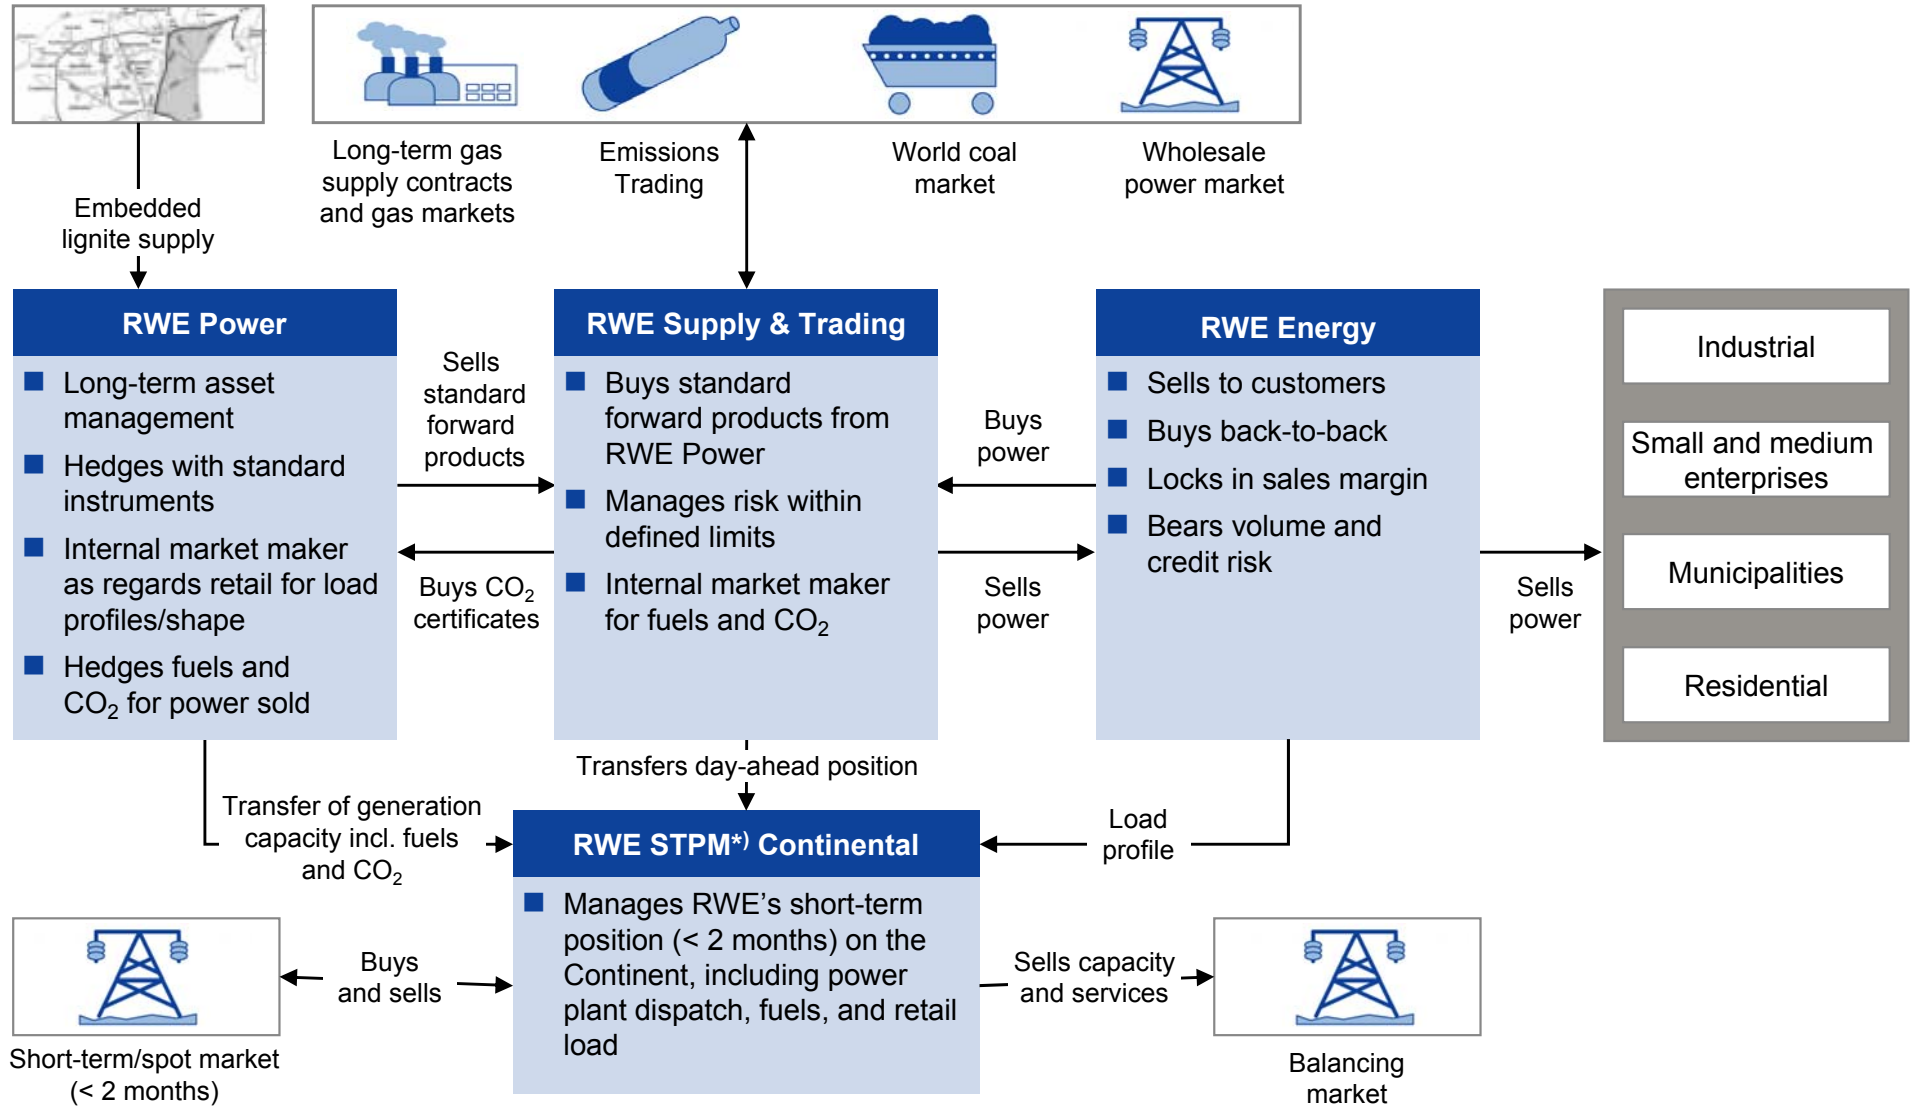 Long-term gas
supply contracts
and gas markets
Emissions
Trading
World coal
market
Wholesale
power market
Embedded
lignite supply
RWE Power
Long-term asset
management
Hedges with standard
instruments
Internal market maker
as regards retail for load
profiles/shape
Hedges fuels and
CO2 for power sold
Sells
standard
forward
products
Buys CO2
certificates
RWE Supply & Trading
Buys standard
forward products from
RWE Power
Manages risk within
defined limits
Internal market maker
for fuels and CO2
Buys
power
Sells
power
RWE Energy
Sells to customers
Buys back-to-back
Locks in sales margin
Bears volume and
credit risk
Sells
power
Industrial
Small and medium
enterprises
Municipalities
Residential
Transfers day-ahead position
Transfer of generation
capacity incl. fuels
and CO2
Load
profile
RWE STPM*) Continental
Manages RWE’s short-term
position (< 2 months) on the
Continent, including power
plant dispatch, fuels, and retail
load
Buys
and sells
Sells capacity
and services
Short-term/spot market
(< 2 months)
Balancing
market